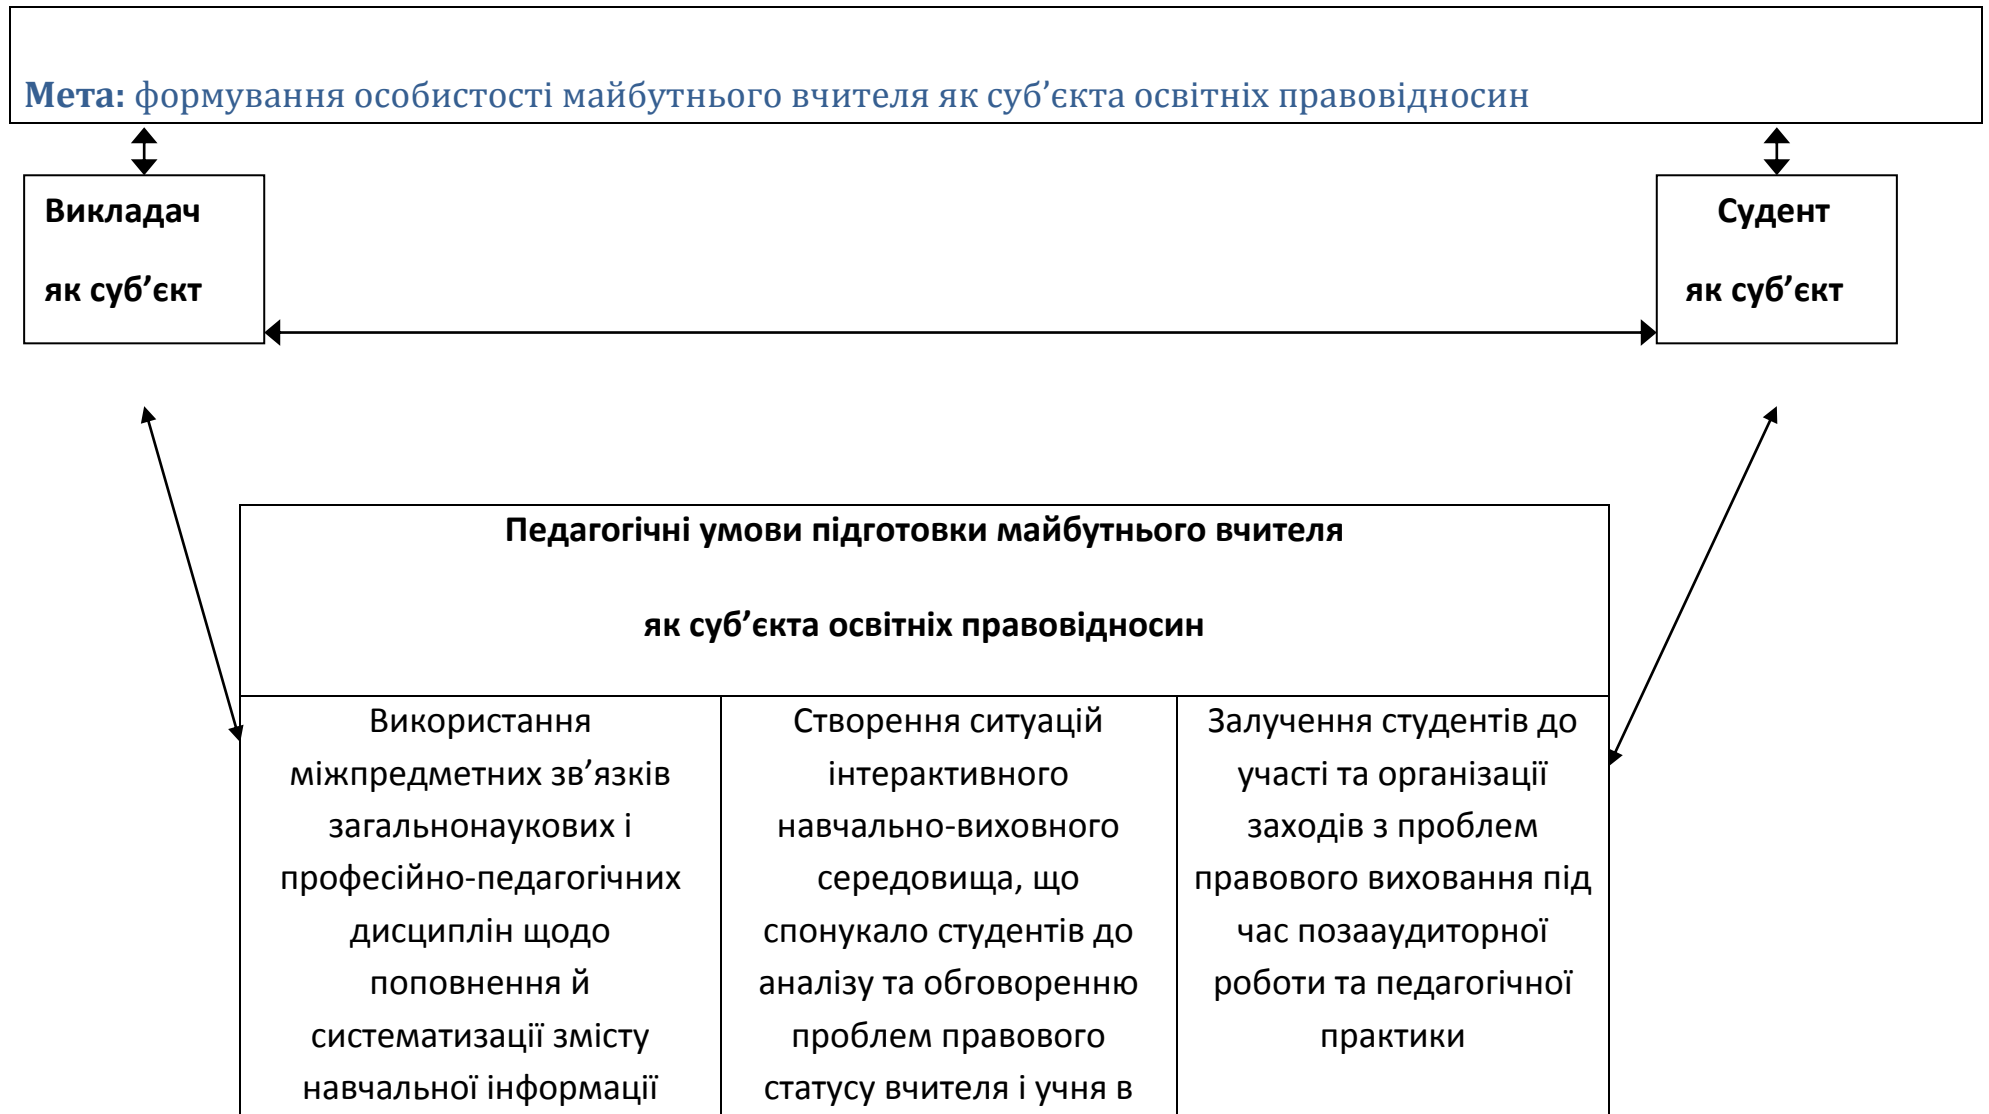 Мета: формування особистості майбутнього вчителя як суб’єкта освітніх правовідносин
Викладач
як суб’єкт
Судент
як суб’єкт
Педагогічні умови підготовки майбутнього вчителя
як суб’єкта освітніх правовідносин
Використання
міжпредметних зв’язків
загальнонаукових і
професійно-педагогічних
дисциплін щодо
поповнення й
систематизації змісту
навчальної інформації
Створення ситуацій
інтерактивного
навчально-виховного
середовища, що
спонукало студентів до
аналізу та обговоренню
проблем правового
статусу вчителя і учня в
Залучення студентів до
участі та організації
заходів з проблем
правового виховання під
час позааудиторної
роботи та педагогічної
практики